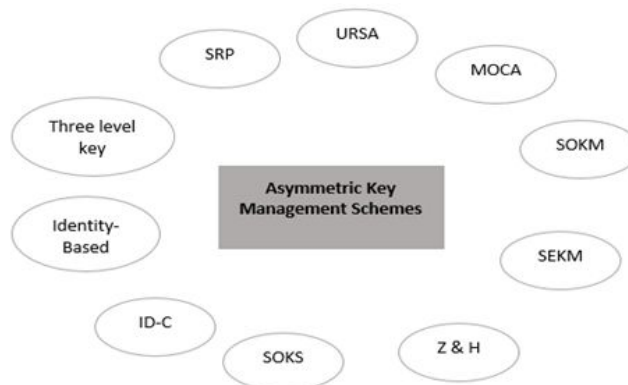 URSA
SRP
MOCA
Three level
key
SOKM
Asymmetric Key
Management Schemes
Identity-
Based
SEKM
ID-C
SOKS
Z & H